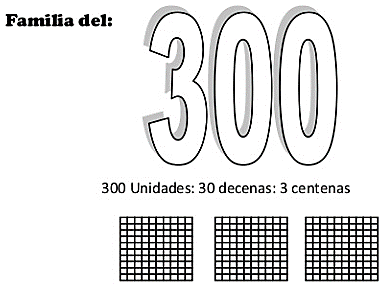 Familia del:
300
300 Unidades: 30 decenas: 3 centenas